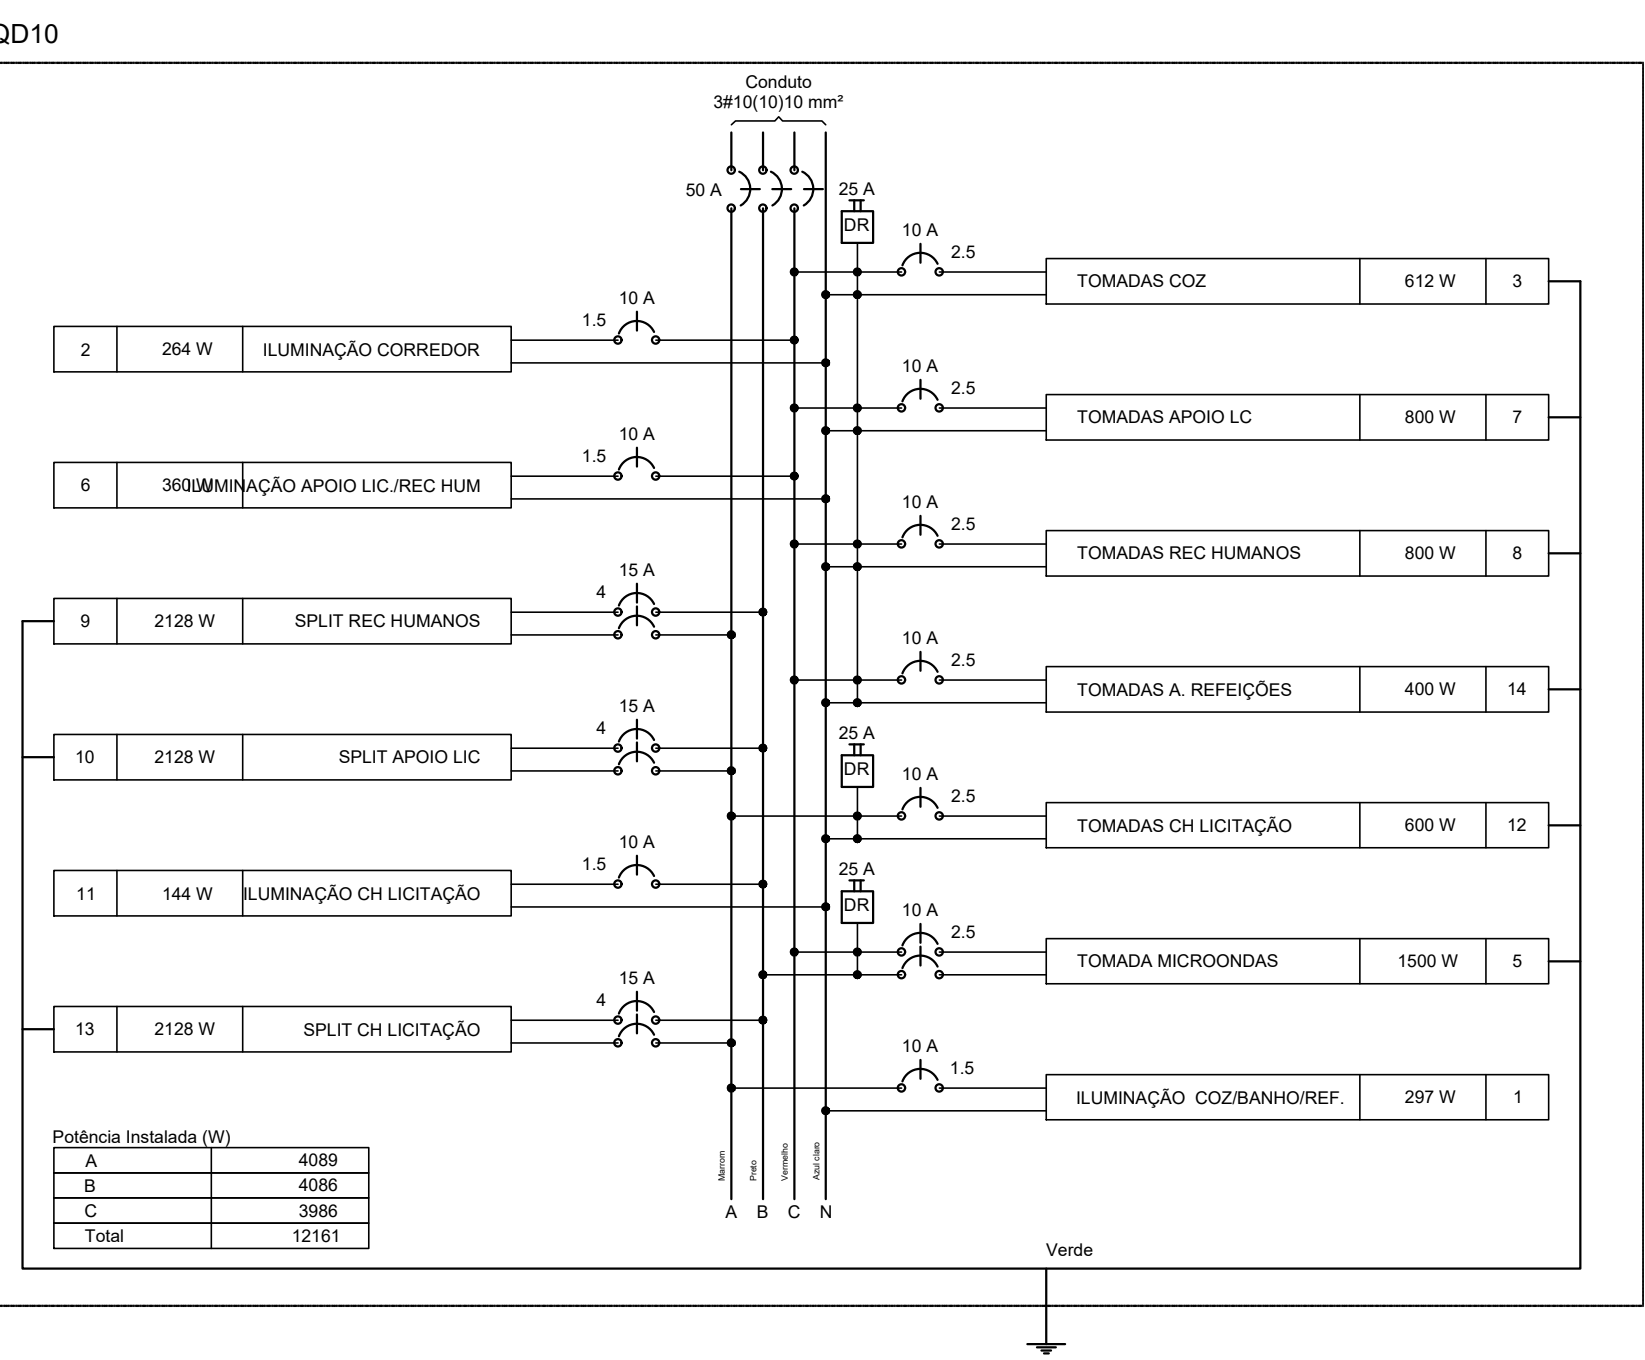 QD10
Conduto
3#10(10)10 mm²
50 A
25 A
DR
10 A
2.5
TOMADAS COZ 612 W 3
10 A
1.5
2 264 W ILUMINAÇÃO CORREDOR
10 A
2.5
TOMADAS APOIO LC 800 W 7
10 A
1.5
6 360 W ILUMINAÇÃO APOIO LIC./REC HUM
10 A
2.5
TOMADAS REC HUMANOS 800 W 8
15 A
4
9 2128 W SPLIT REC HUMANOS
10 A
2.5
TOMADAS A. REFEIÇÕES 400 W 14
15 A
4
10 2128 W SPLIT APOIO LIC
25 A
DR
10 A
2.5
TOMADAS CH LICITAÇÃO 600 W 12
10 A
1.5
11 144 W ILUMINAÇÃO CH LICITAÇÃO
25 A
DR
10 A
2.5
TOMADA MICROONDAS 1500 W 5
15 A
4
13 2128 W SPLIT CH LICITAÇÃO
10 A
1.5
ILUMINAÇÃO COZ/BANHO/REF. 297 W 1
Potência Instalada (W)
A 4089
B 4086
C 3986
Total 12161
Marrom
Preto
Vermelho
Azul claro
A B C N
Verde